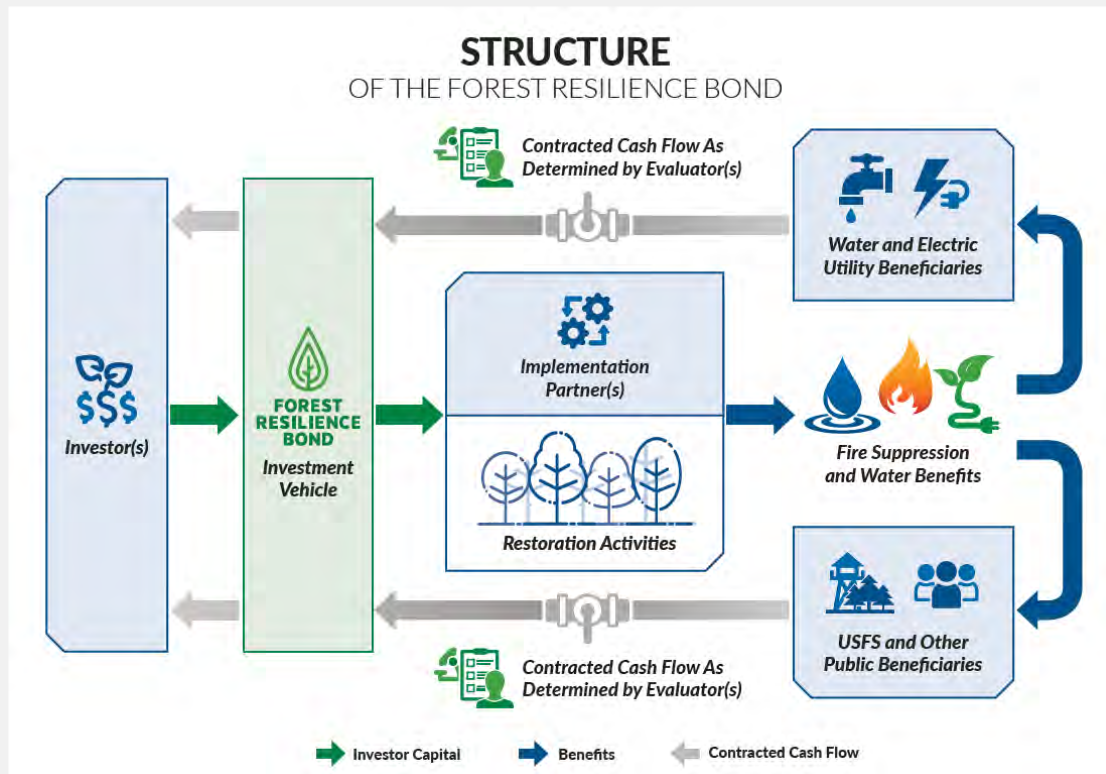 STRUCTURE
OF THE FOREST RESILIENCE BOND
Contracted Cash Flow As
Determined by Evaluator(s)
Water and Electric
Utility Beneficiaries
$$$
Investor(s)
FOREST
RESILIENCE
BOND
Investment
Vehicle
Implementation
Partner(s)
Restoration Activities
Fire Suppression
and Water Benefits
USFS and Other
Public Beneficiaries
Contracted Cash Flow As
Determined by Evaluator(s)
Investor Capital
Benefits
Contracted Cash Flow